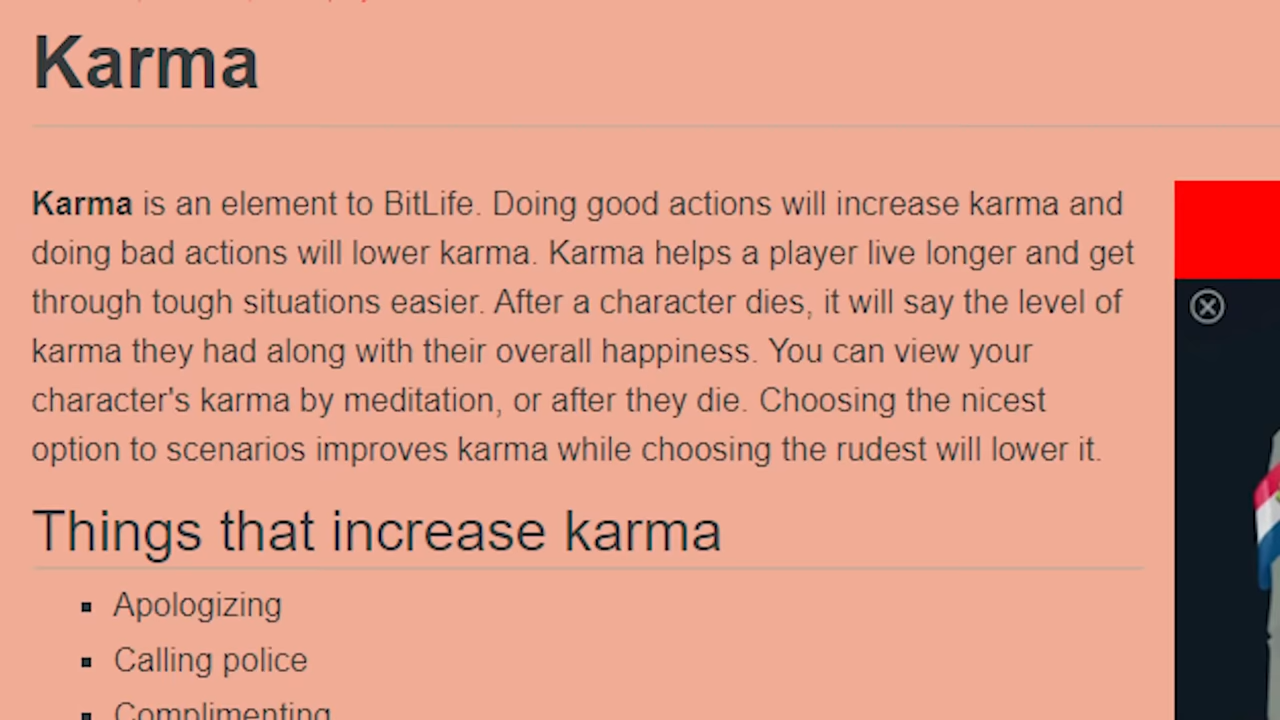 Karma
Karma is an element to BitLife. Doing good actions will increase karma and
doing bad actions will lower karma. Karma helps a player live longer and get
through tough situations easier. After a character dies, it will say the level of
karma they had along with their overall happiness. You can view your
character's karma by meditation, or after they die. Choosing the nicest
option to scenarios improves karma while choosing the rudest will lower it.
Things that increase karma
Apologizing
Calling police
Complimenting